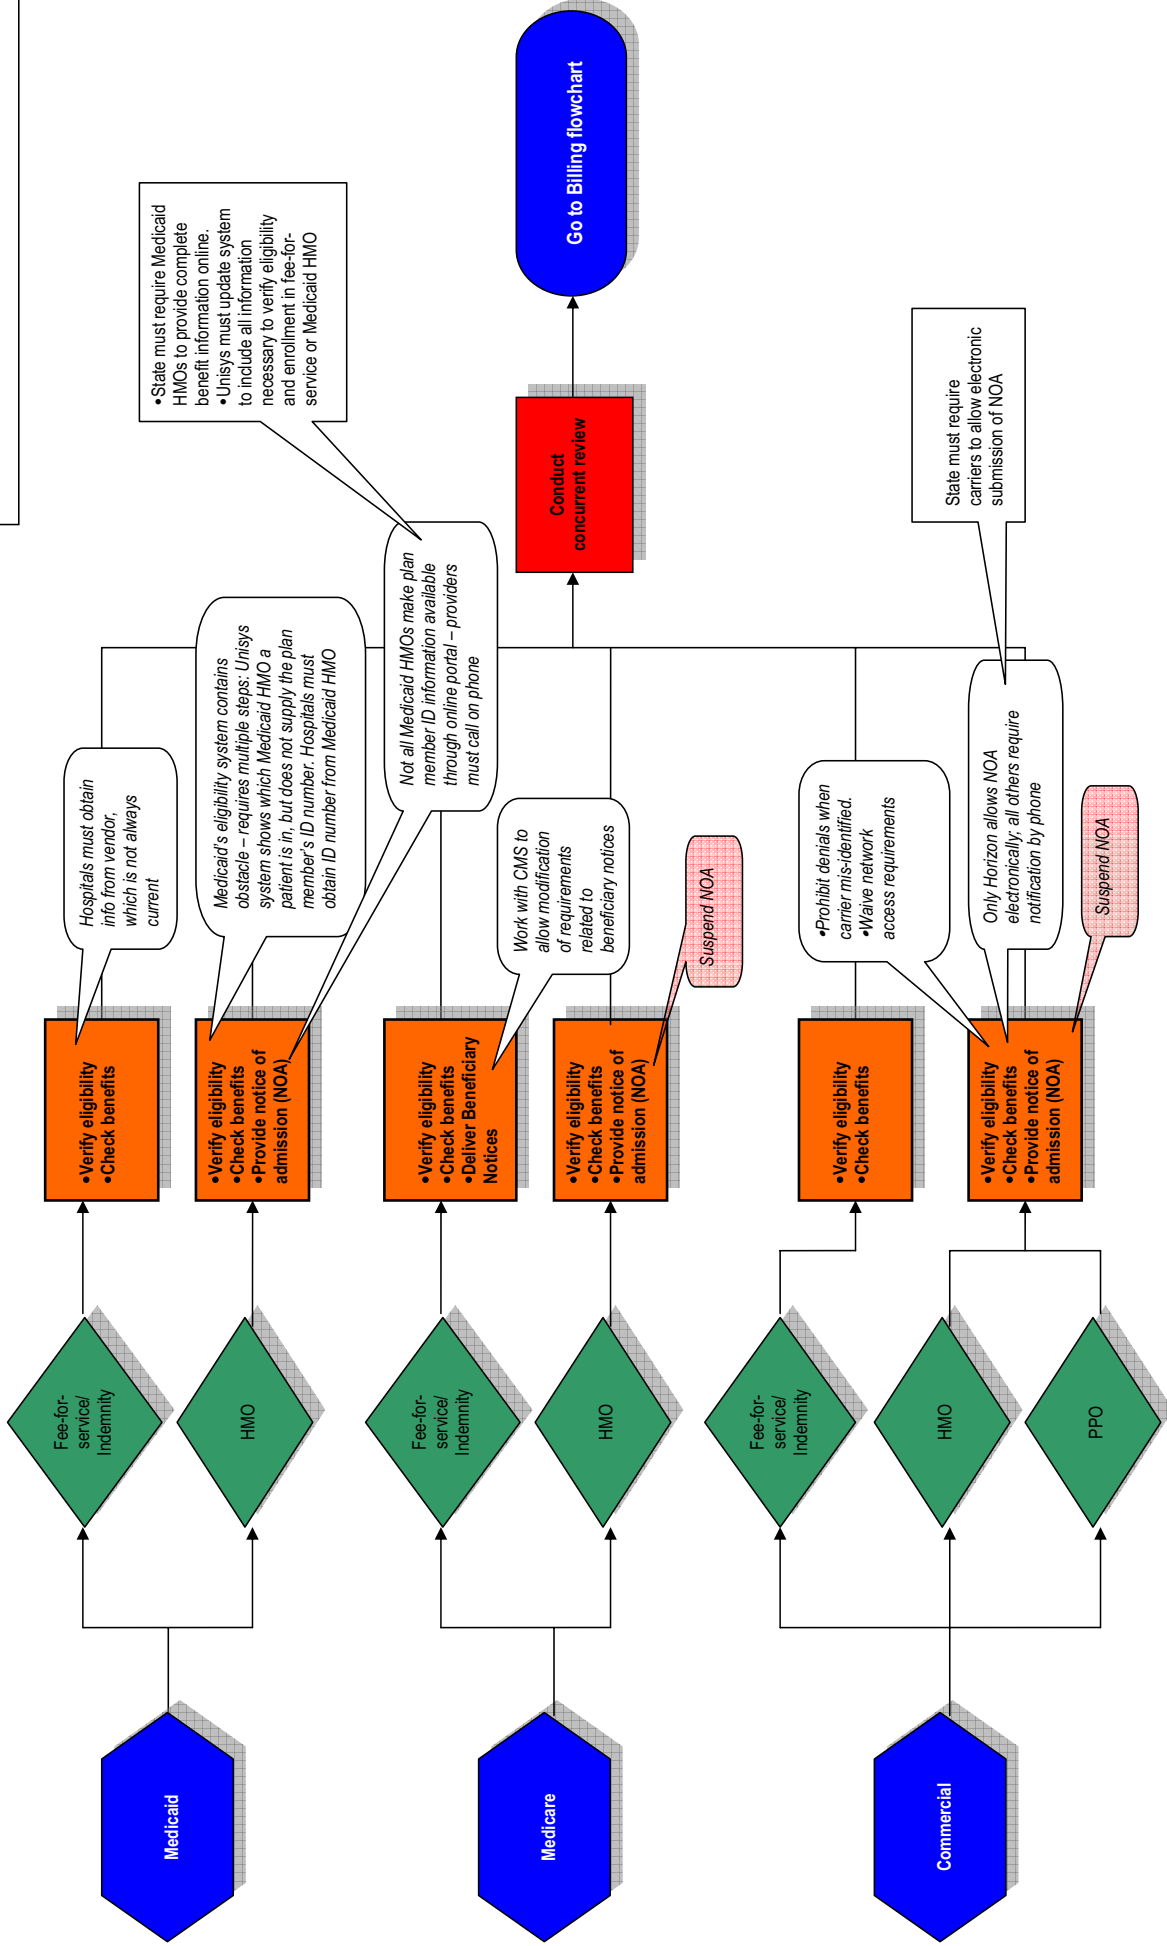 Medicaid
Medicare
Commercial
Fee-for-
service/
Indemnity
HMO
Fee-for-
service/
Indemnity
HMO
Fee-for-
service/
Indemnity
HMO
PPO
•Verify eligibility
•Check benefits
•Verify eligibility
•Check benefits
•Provide notice of
admission (NOA)
•Verify eligibility
•Check benefits
•Deliver Beneficiary
Notices
•Verify eligibility
•Check benefits
•Provide notice of
admission (NOA)
•Verify eligibility
•Check benefits
•Verify eligibility
•Check benefits
•Provide notice of
admission (NOA)
Hospitals must obtain
info from vendor,
which is not always
current
Medicaid's eligibility system contains
obstacle – requires multiple steps: Unisys
system shows which Medicaid HMO a
patient is in, but does not supply the plan
member's ID number. Hospitals must
obtain ID number from Medicaid HMO
Not all Medicaid HMOs make plan
member ID information available
through online portal – providers
must call on phone
Work with CMS to
allow modification
of requirements
related to
beneficiary notices
Suspend NOA
•Prohibit denials when
carrier mis-identified.
•Waive network
access requirements
Only Horizon allows NOA
electronically; all others require
notification by phone
Suspend NOA
•State must require Medicaid
HMOs to provide complete
benefit information online.
•Unisys must update system
to include all information
necessary to verify eligibility
and enrollment in fee-for-
service or Medicaid HMO
State must require
carriers to allow electronic
submission of NOA
Conduct
concurrent review
Go to Billing flowchart